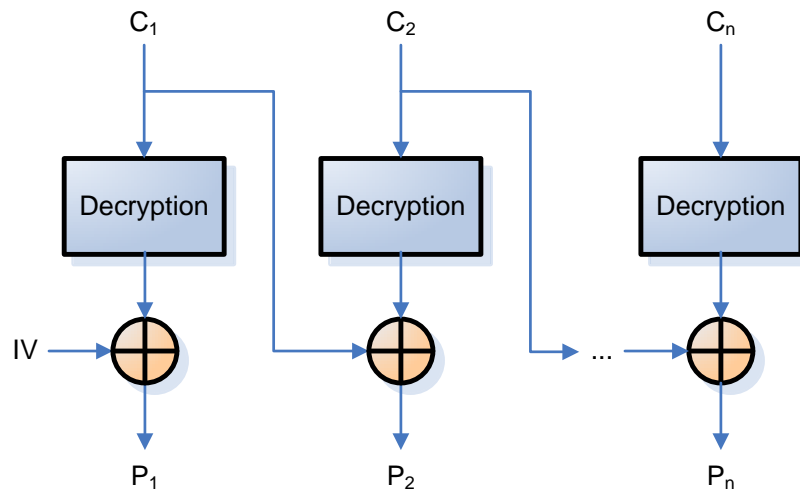 C₁ C₂ Cₙ
Decryption Decryption Decryption
IV ...
P₁ P₂ Pₙ